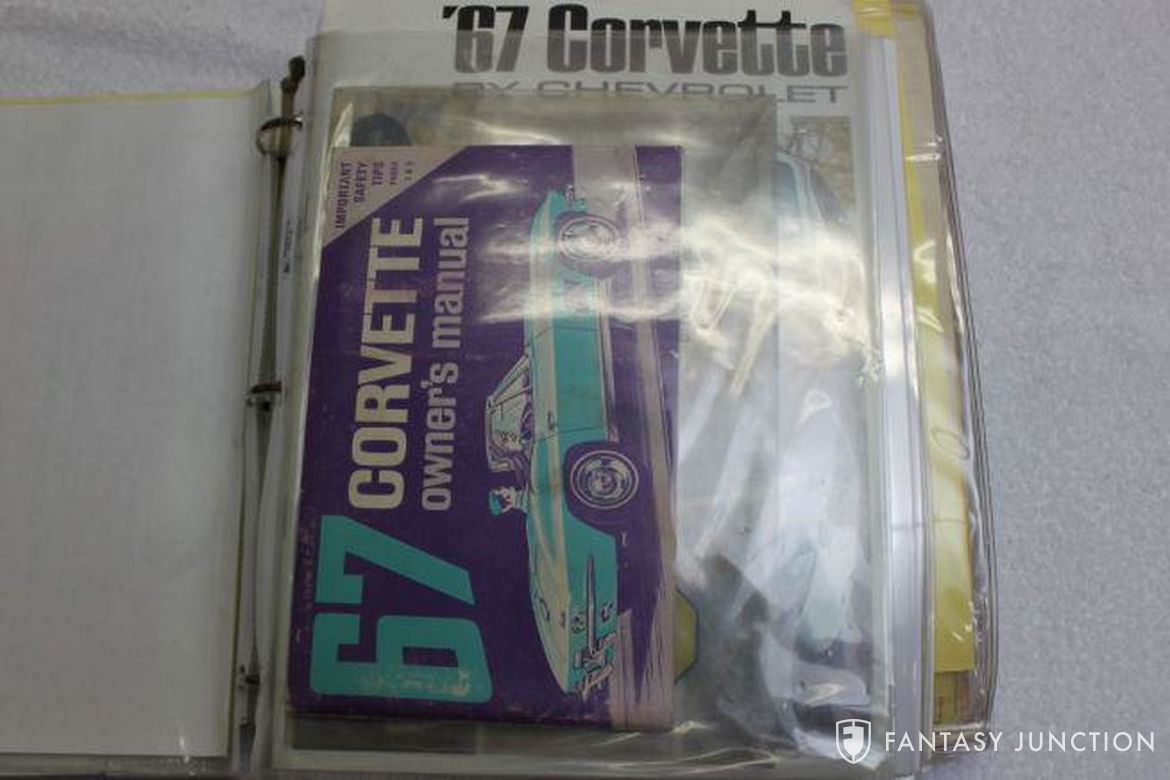 '67 Corvette
BY CHEVROLET
IMPORTANT
SAFETY
TIPS
67 CORVETTE
owner's manual
FANTASY JUNCTION